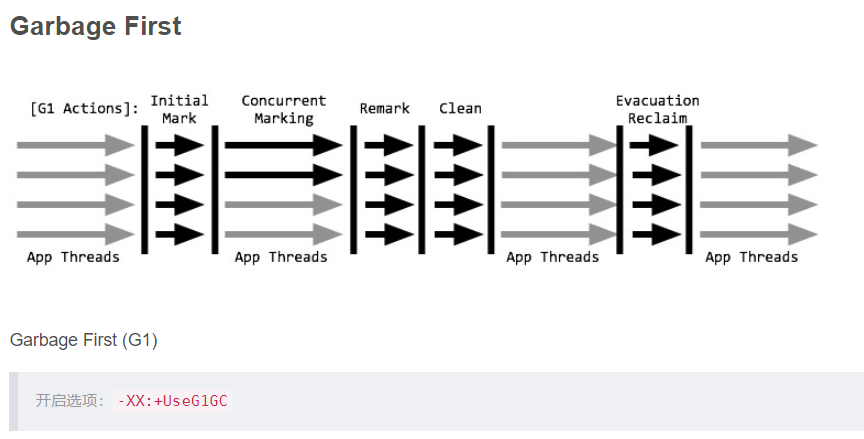 Garbage First
[G1 Actions]: Initial Mark Concurrent Marking Remark Clean Evacuation Reclaim
App Threads App Threads App Threads App Threads
Garbage First (G1)
开启选项: -XX:+UseG1GC